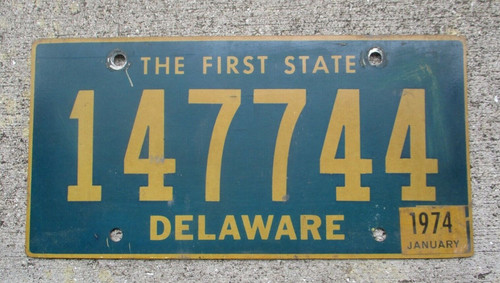 THE FIRST STATE
147744
DELAWARE
1974
JANUARY